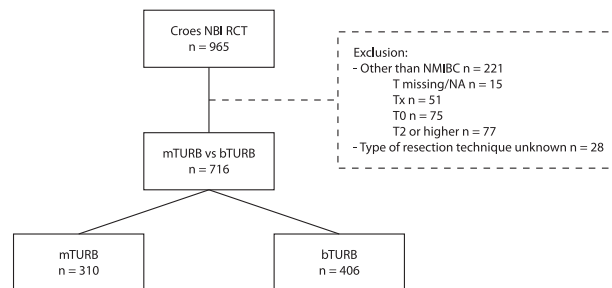 Croes NBI RCT
n = 965
Exclusion:
- Other than NMIBC n = 221
T missing/NA n = 15
Tx n = 51
T0 n = 75
T2 or higher n = 77
- Type of resection technique unknown n = 28
mTURB vs bTURB
n = 716
mTURB
n = 310
bTURB
n = 406